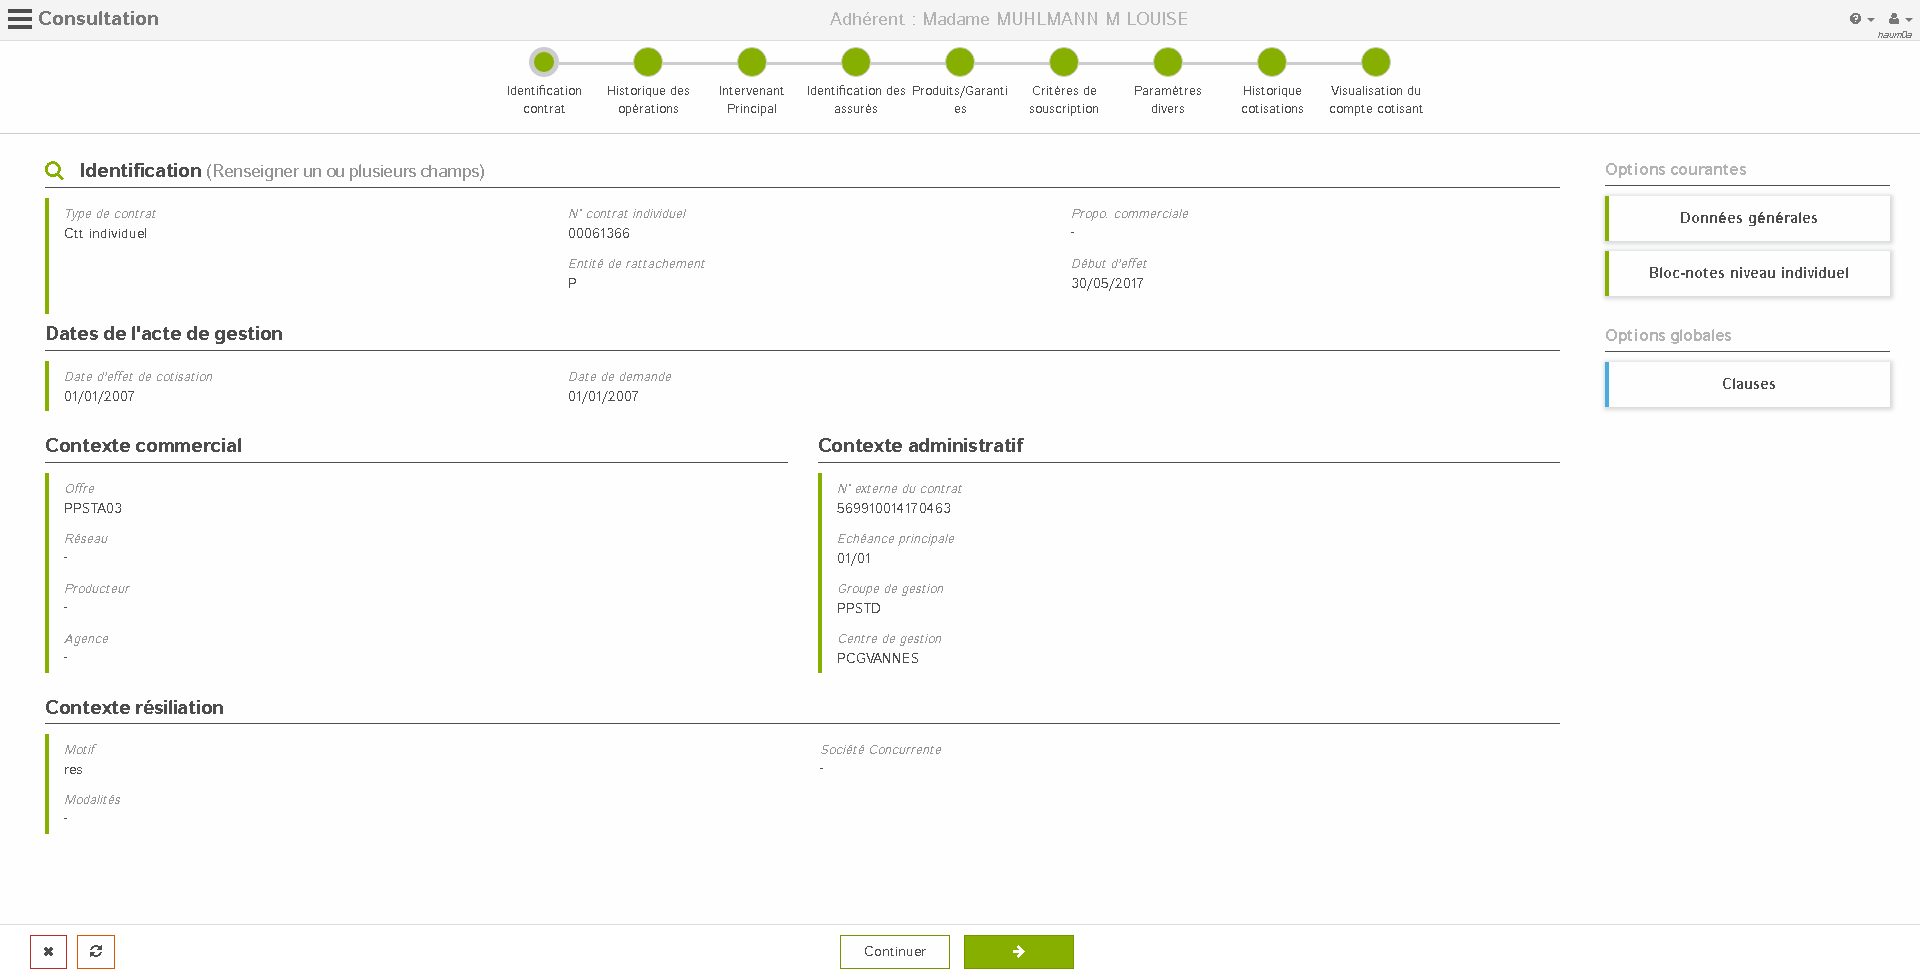 Consultation
Adhérent : Madame MUHLMANN M LOUISE
naum0a
Identification contrat
Historique des opérations
Intervenant Principal
Identification des assurés
Produits/Garanties
Critères de souscription
Paramètres divers
Historique cotisations
Visualisation du compte cotisant
Identification (Renseigner un ou plusieurs champs)
Type de contrat
Ctt individuel
N° contrat individuel
00061366
Propo. commerciale
-
Entité de rattachement
P
Début d'effet
30/05/2017
Dates de l'acte de gestion
Date d'effet de cotisation
01/01/2007
Date de demande
01/01/2007
Contexte commercial
Offre
PPSTA03
Réseau
-
Producteur
-
Agence
-
Contexte administratif
N° externe du contrat
569910014170463
Echéance principale
01/01
Groupe de gestion
PPSTD
Centre de gestion
PCGVANNES
Contexte résiliation
Motif
res
Société Concurrente
-
Modalités
-
Options courantes
Données générales
Bloc-notes niveau individuel
Options globales
Clauses
Continuer